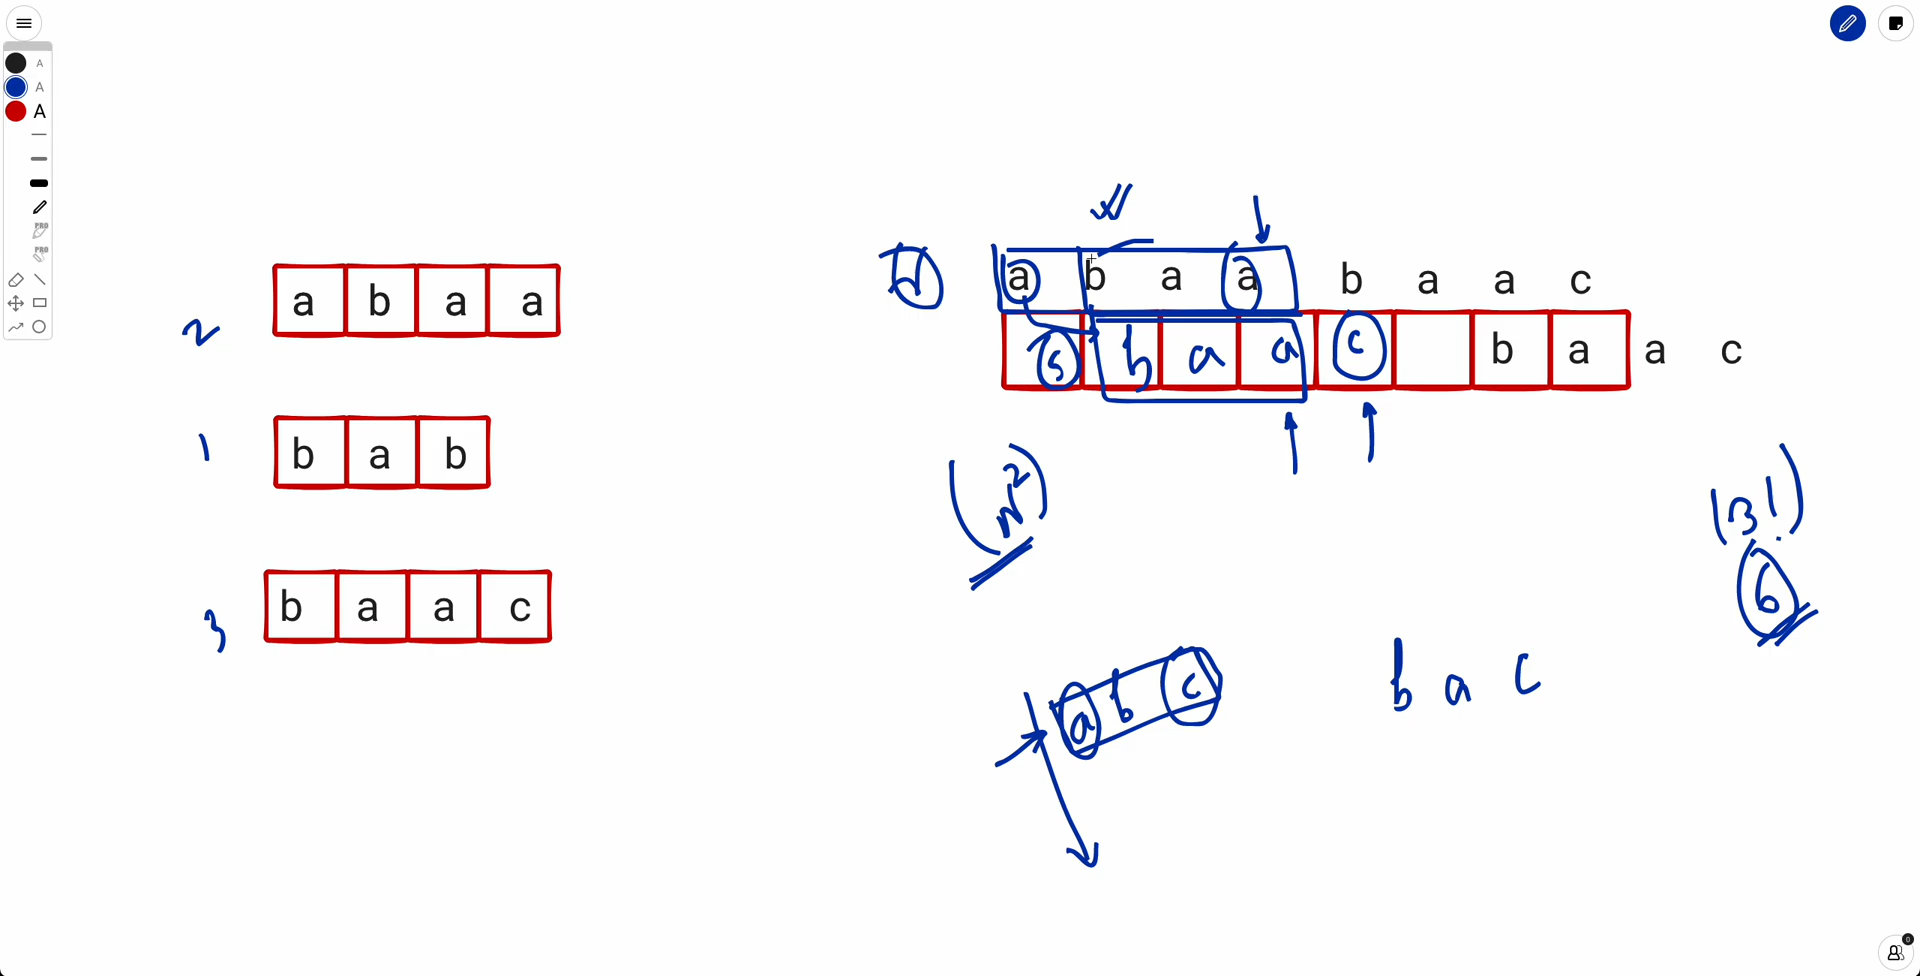 a b a a b a a c
a b a a
2
s b a a c b a a c
b a b
1
(n²)
(3!)
6
b a a c
3
a b c
b a c